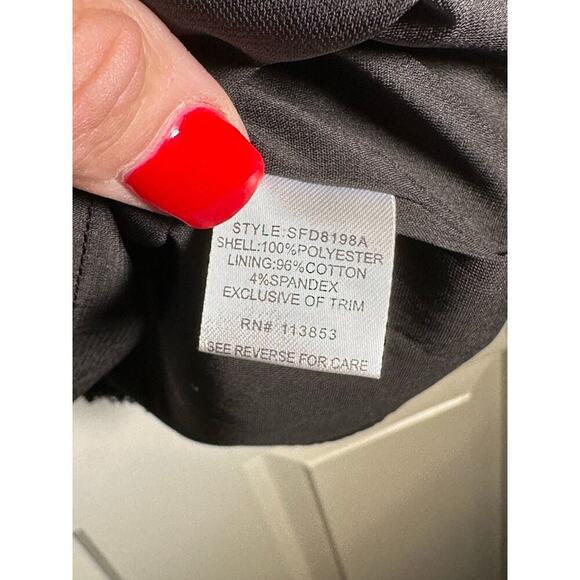 STYLE:SFD8198A
SHELL:100%POLYESTER
LINING:96%COTTON
4%SPANDEX
EXCLUSIVE OF TRIM
RN# 113853
SEE REVERSE FOR CARE